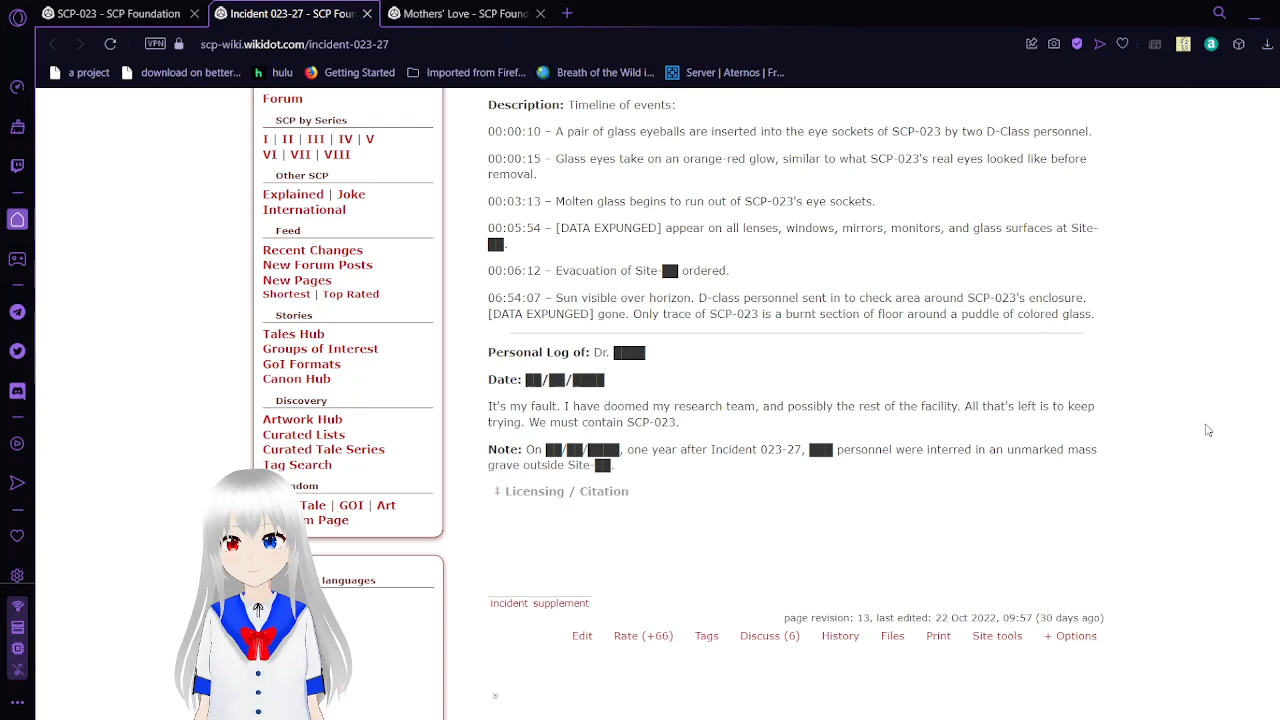 SCP-023 - SCP Foundation
Incident 023-27 - SCP Foun
Mothers' Love - SCP Found
VPN
scp-wiki.wikidot.com/incident-023-27
a project
download on better...
hulu
Getting Started
Imported from Firef...
Breath of the Wild i...
Server | Aternos | Fr...
Forum
SCP by Series
I | II | III | IV | V
VI | VII | VIII
Other SCP
Explained | Joke
International
Feed
Recent Changes
New Forum Posts
New Pages
Shortest | Top Rated
Stories
Tales Hub
Groups of Interest
GoI Formats
Canon Hub
Discovery
Artwork Hub
Curated Lists
Curated Tale Series
Tag Search
ndom
Tale | GOI | Art
m Page
languages
Description: Timeline of events:
00:00:10 – A pair of glass eyeballs are inserted into the eye sockets of SCP-023 by two D-Class personnel.
00:00:15 – Glass eyes take on an orange-red glow, similar to what SCP-023's real eyes looked like before
removal.
00:03:13 – Molten glass begins to run out of SCP-023's eye sockets.
00:05:54 – [DATA EXPUNGED] appear on all lenses, windows, mirrors, monitors, and glass surfaces at Site-
██.
00:06:12 – Evacuation of Site-██ ordered.
06:54:07 – Sun visible over horizon. D-class personnel sent in to check area around SCP-023's enclosure.
[DATA EXPUNGED] gone. Only trace of SCP-023 is a burnt section of floor around a puddle of colored glass.
Personal Log of: Dr. ████
Date: ██/██/████
It's my fault. I have doomed my research team, and possibly the rest of the facility. All that's left is to keep
trying. We must contain SCP-023.
Note: On ██/██/████, one year after Incident 023-27, ███ personnel were interred in an unmarked mass
grave outside Site-██.
‡ Licensing / Citation
incident supplement
page revision: 13, last edited: 22 Oct 2022, 09:57 (30 days ago)
Edit Rate (+66) Tags Discuss (6) History Files Print Site tools + Options